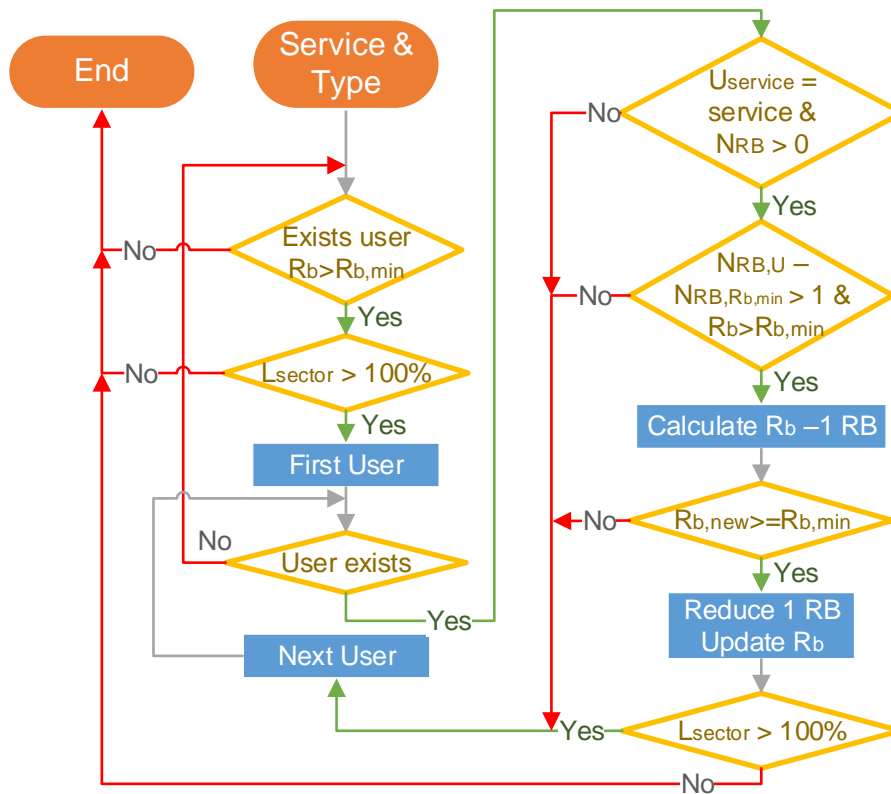 End
Service &
Type
Exists user
Rb>Rb,min
No
Yes
Lsector > 100%
No
Yes
First User
User exists
No
Yes
Next User
Uservice =
service &
NRB > 0
No
Yes
NRB,U –
NRB,Rb,min > 1 &
Rb>Rb,min
No
Yes
Calculate Rb –1 RB
Rb,new>=Rb,min
No
Yes
Reduce 1 RB
Update Rb
Lsector > 100%
Yes
No